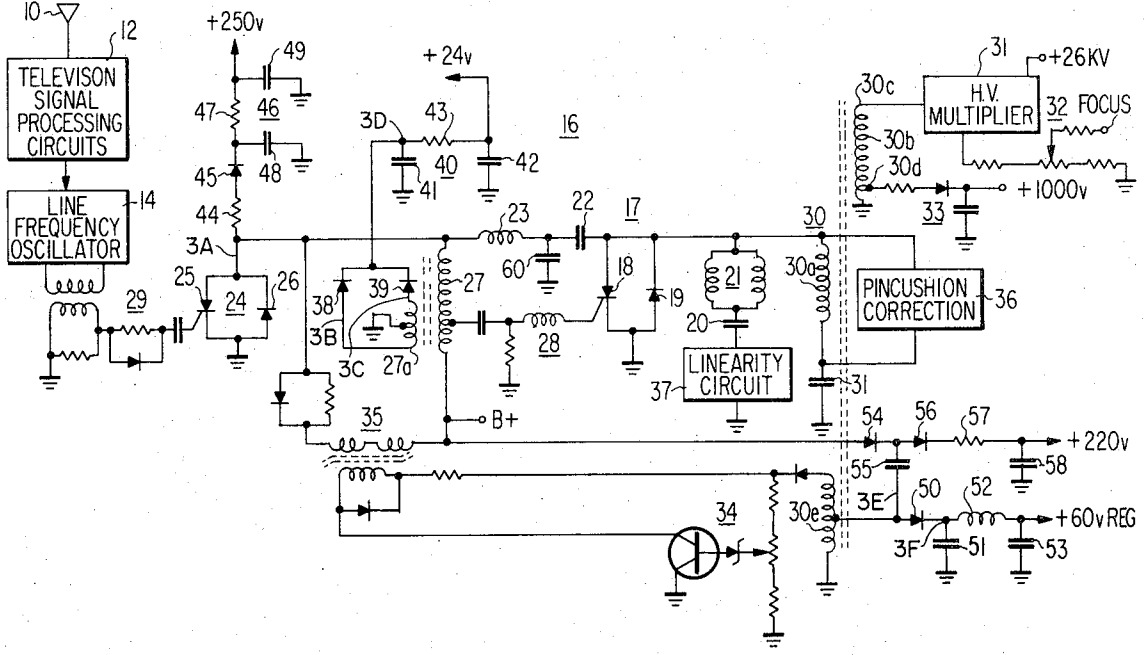 10
12
TELEVISON
SIGNAL
PROCESSING
CIRCUITS
14
LINE
FREQUENCY
OSCILLATOR
+250v
49
47
46
48
45
44
3A
+24v
3D
43
16
41
40
42
31
+26KV
30c
H.V.
MULTIPLIER
32
FOCUS
30b
30d
+1000v
33
23
22
17
30
60
25
24
26
29
38
39
27
18
19
21
30a
PINCUSHION
CORRECTION
36
3B
3C
27a
28
20
LINEARITY
CIRCUIT
37
31
B+
35
54
56
57
+220v
55
58
3E
50
52
34
30e
+60v REG
3F
51
53